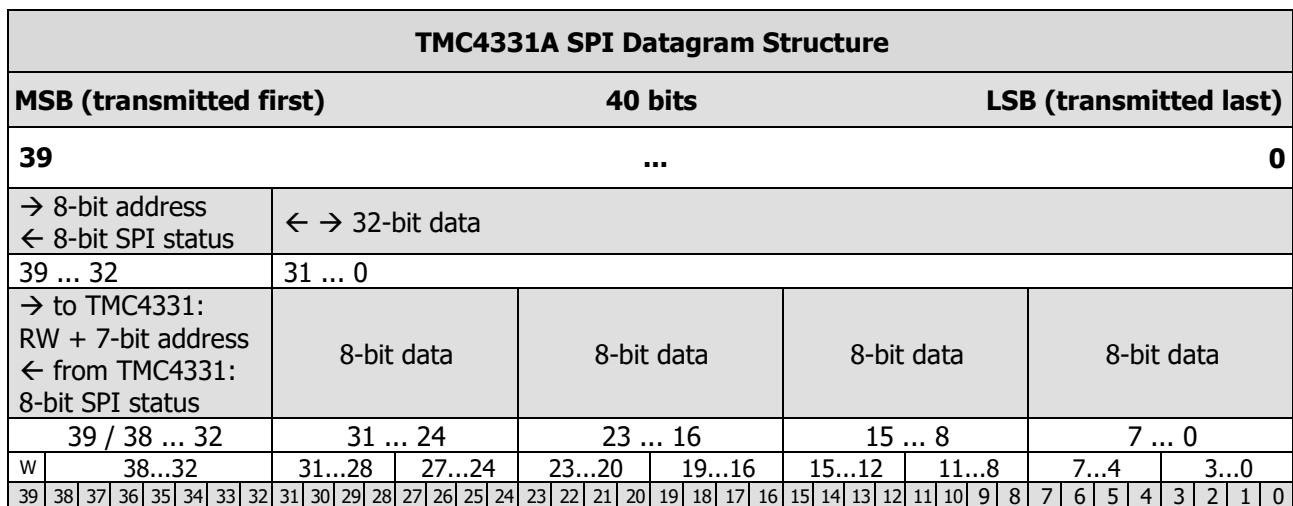 TMC4331A SPI Datagram Structure
MSB (transmitted first) 40 bits LSB (transmitted last)
39 ... 0
→ 8-bit address
← 8-bit SPI status
← → 32-bit data
39 ... 32 31 ... 0
→ to TMC4331:
RW + 7-bit address
← from TMC4331:
8-bit SPI status
8-bit data 8-bit data 8-bit data 8-bit data
39 / 38 ... 32 31 ... 24 23 ... 16 15 ... 8 7 ... 0
W 38...32 31...28 27...24 23...20 19...16 15...12 11...8 7...4 3...0
39 38 37 36 35 34 33 32 31 30 29 28 27 26 25 24 23 22 21 20 19 18 17 16 15 14 13 12 11 10 9 8 7 6 5 4 3 2 1 0